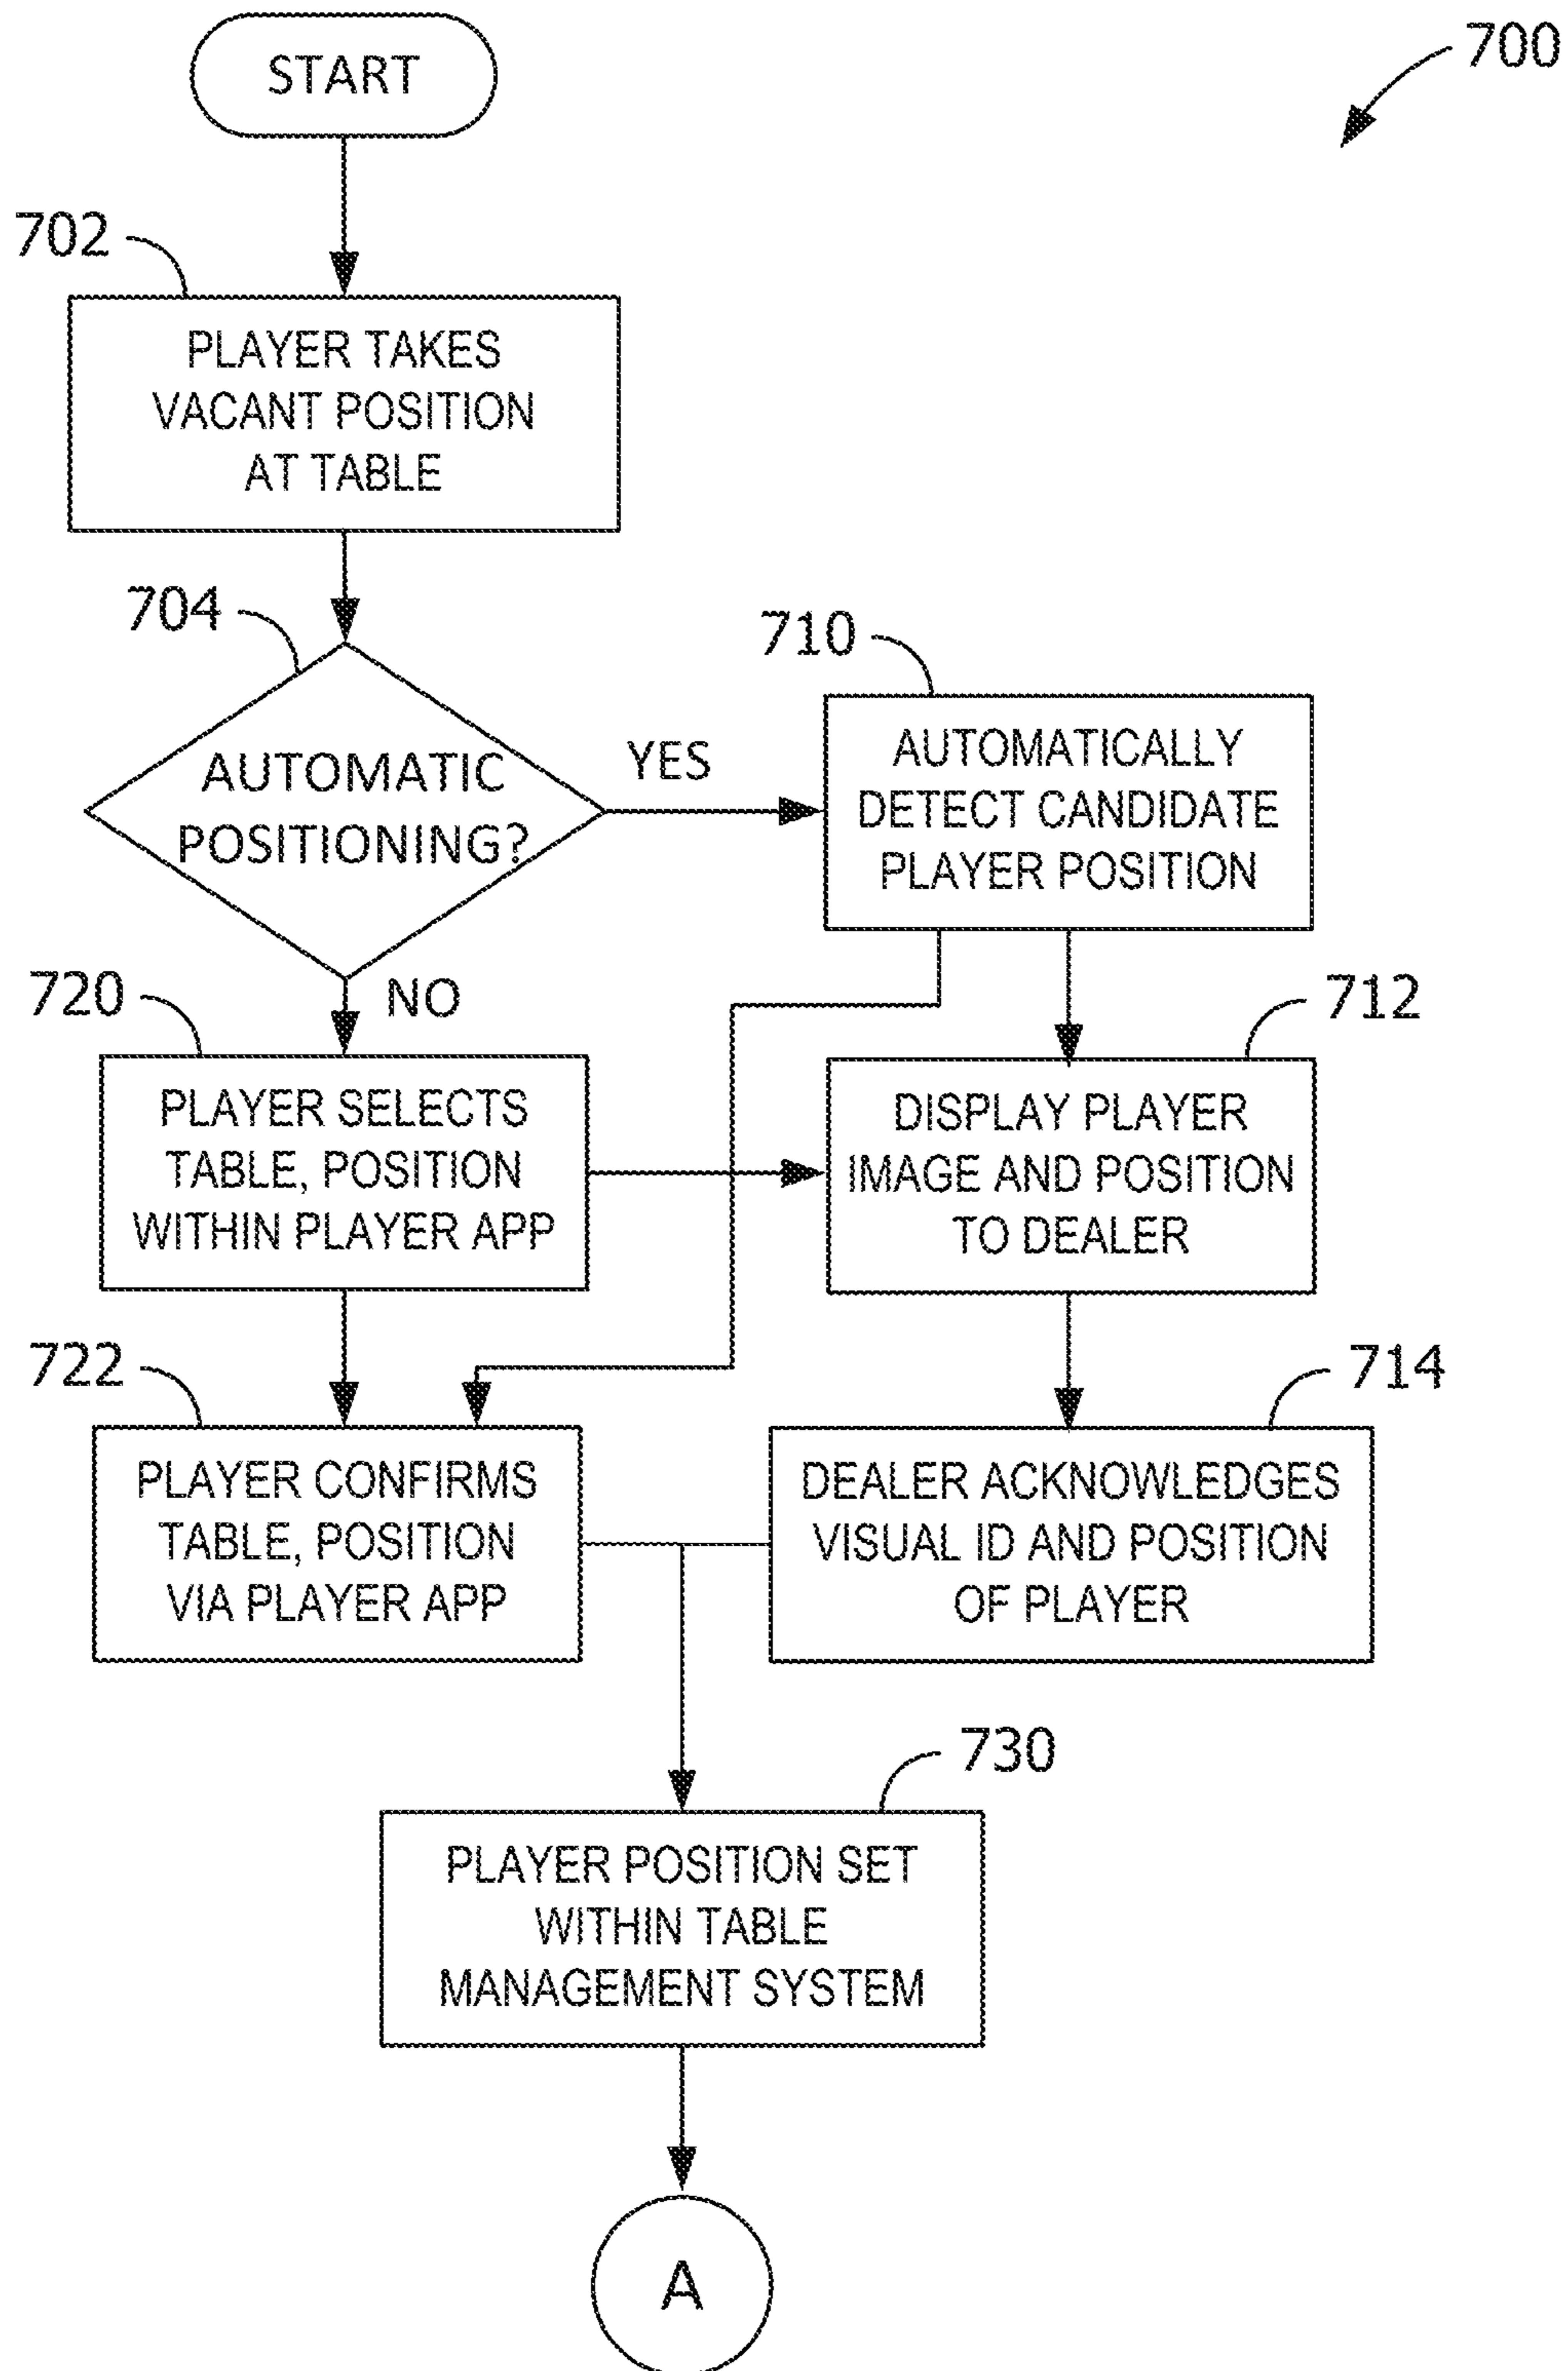 START
700
702
PLAYER TAKES
VACANT POSITION
AT TABLE
704
AUTOMATIC
POSITIONING?
YES
710
AUTOMATICALLY
DETECT CANDIDATE
PLAYER POSITION
NO
720
PLAYER SELECTS
TABLE, POSITION
WITHIN PLAYER APP
712
DISPLAY PLAYER
IMAGE AND POSITION
TO DEALER
722
PLAYER CONFIRMS
TABLE, POSITION
VIA PLAYER APP
714
DEALER ACKNOWLEDGES
VISUAL ID AND POSITION
OF PLAYER
730
PLAYER POSITION SET
WITHIN TABLE
MANAGEMENT SYSTEM
A